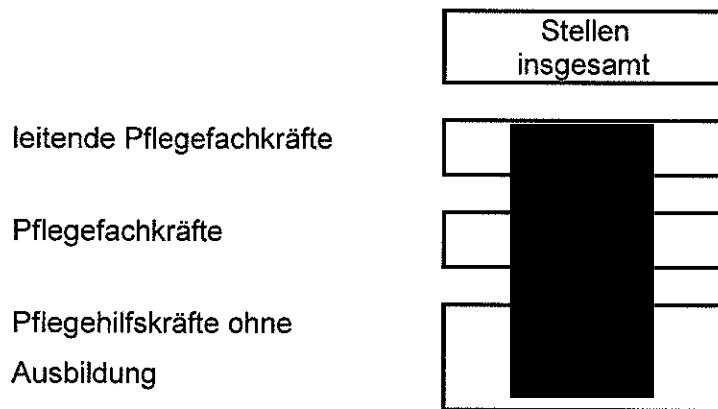 Stellen
insgesamt
leitende Pflegefachkräfte
Pflegefachkräfte
Pflegehilfskräfte ohne
Ausbildung